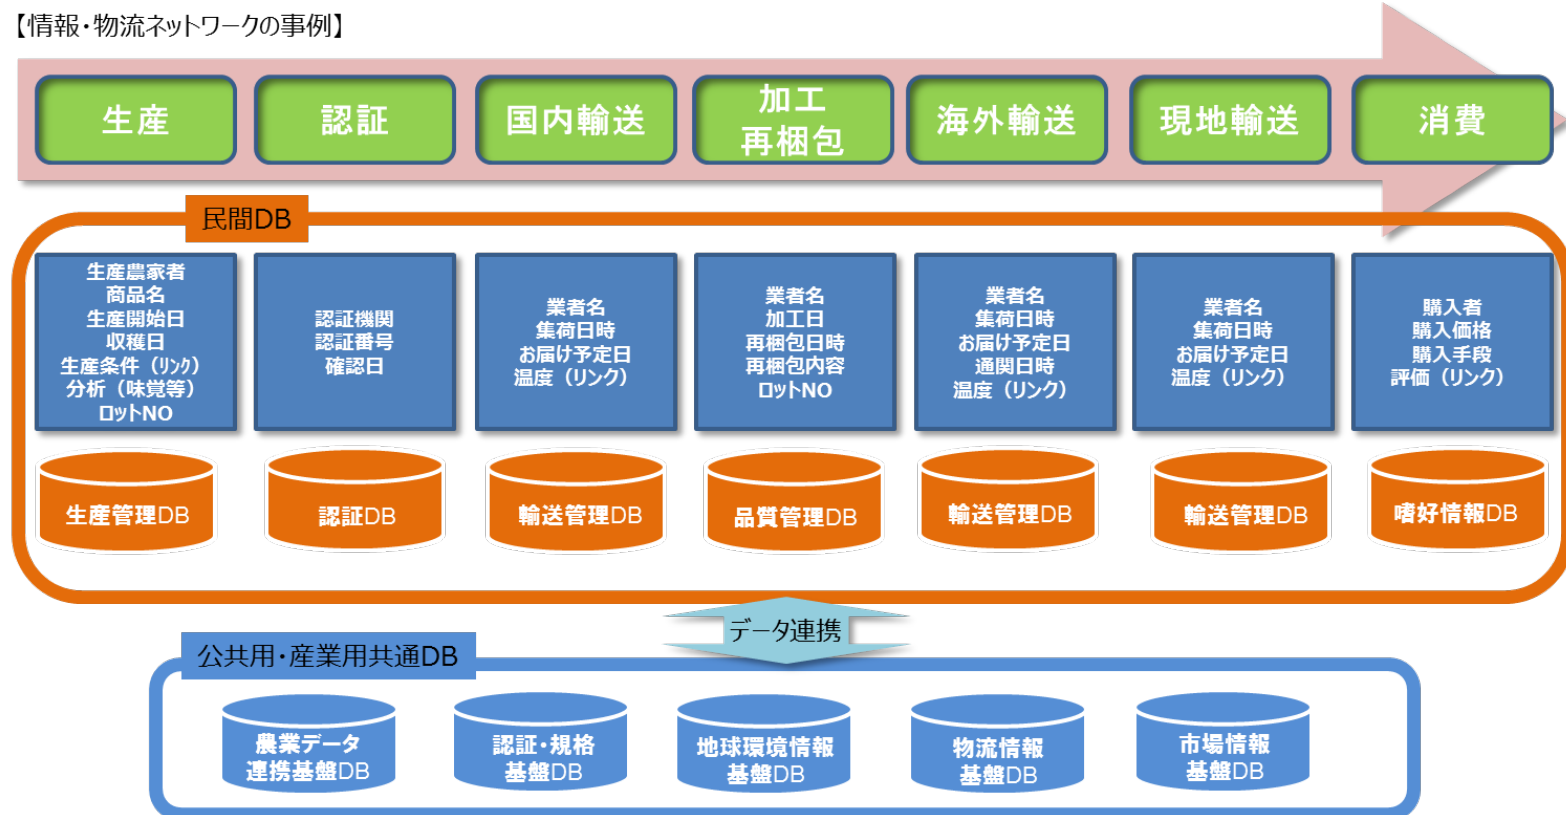 【情報・物流ネットワークの事例】
生産
認証
国内輸送
加工
再梱包
海外輸送
現地輸送
消費
民間DB
生産農家者
商品名
生産開始日
収穫日
生産条件（リンク）
分析（味覚等）
ロットNO
認証機関
認証番号
確認日
業者名
集荷日時
お届け予定日
温度（リンク）
業者名
加工日
再梱包日時
再梱包内容
ロットNO
業者名
集荷日時
お届け予定日
通関日時
温度（リンク）
業者名
集荷日時
お届け予定日
温度（リンク）
購入者
購入価格
購入手段
評価（リンク）
生産管理DB
認証DB
輸送管理DB
品質管理DB
輸送管理DB
輸送管理DB
嗜好情報DB
データ連携
公共用・産業用共通DB
農業データ
連携基盤DB
認証・規格
基盤DB
地球環境情報
基盤DB
物流情報
基盤DB
市場情報
基盤DB